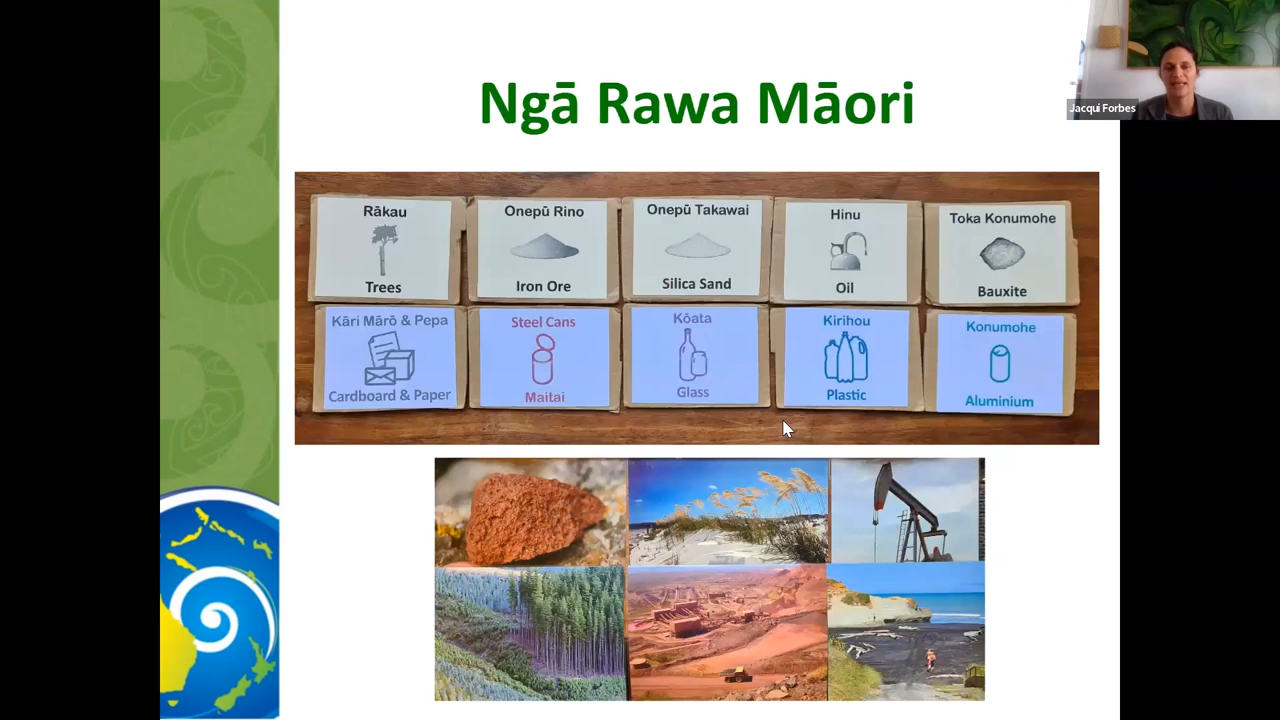 Ngā Rawa Māori
Jacqui Forbes
Rākau
Trees
Onepū Rino
Iron Ore
Onepū Takawai
Silica Sand
Hinu
Oil
Toka Konumohe
Bauxite
Kāri Mārō & Pepa
Cardboard & Paper
Steel Cans
Maitai
Kōata
Glass
Kirihou
Plastic
Konumohe
Aluminium